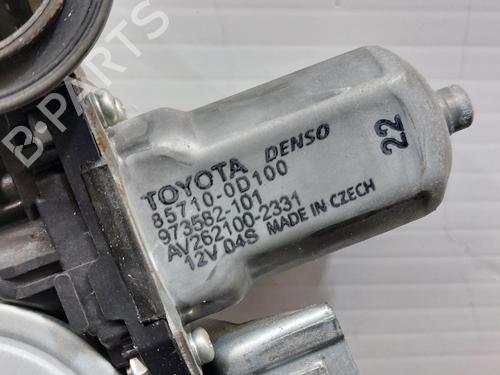 TOYOTA DENSO
85710-0D100
973582-101
AV262100-2331
12V 04S MADE IN CZECH
22
B-PARTS